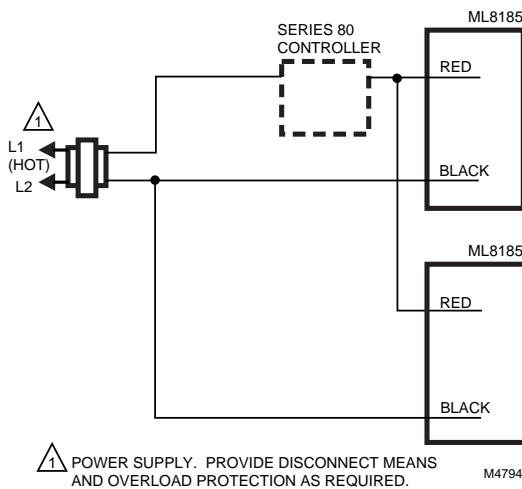 ML8185
SERIES 80
CONTROLLER
RED
1
L1
(HOT)
L2
BLACK
ML8185
RED
BLACK
1 POWER SUPPLY. PROVIDE DISCONNECT MEANS
AND OVERLOAD PROTECTION AS REQUIRED.
M4794